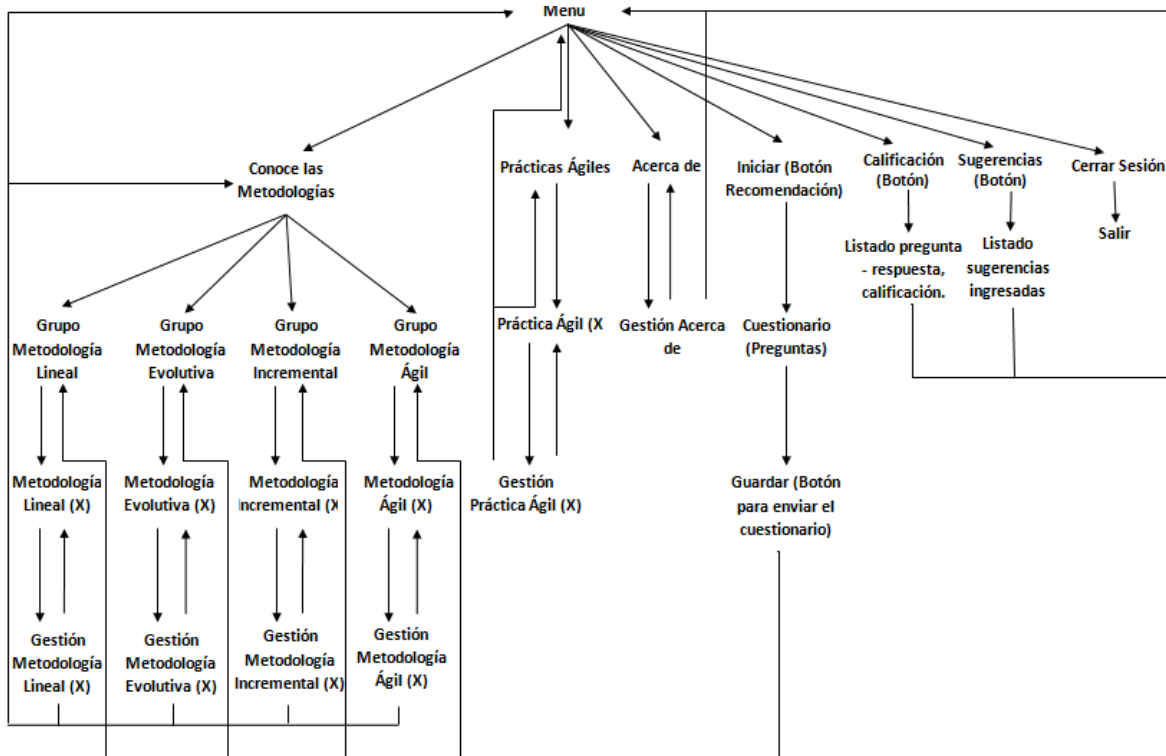 Menu
Conoce las
Metodologías
Prácticas Ágiles
Acerca de
Iniciar (Botón
Recomendación)
Calificación
(Botón)
Sugerencias
(Botón)
Cerrar Sesión
Listado pregunta
- respuesta,
calificación.
Listado
sugerencias
ingresadas
Salir
Grupo
Metodología
Lineal
Grupo
Metodología
Evolutiva
Grupo
Metodología
Incremental
Grupo
Metodología
Ágil
Práctica Ágil (X
Gestión Acerca
de
Cuestionario
(Preguntas)
Metodología
Lineal (X)
Metodología
Evolutiva (X)
Metodología
Incremental (X
Metodología
Ágil (X)
Gestión
Práctica Ágil (X)
Guardar (Botón
para enviar el
cuestionario)
Gestión
Metodología
Lineal (X)
Gestión
Metodología
Evolutiva (X)
Gestión
Metodología
Incremental (X)
Gestión
Metodología
Ágil (X)